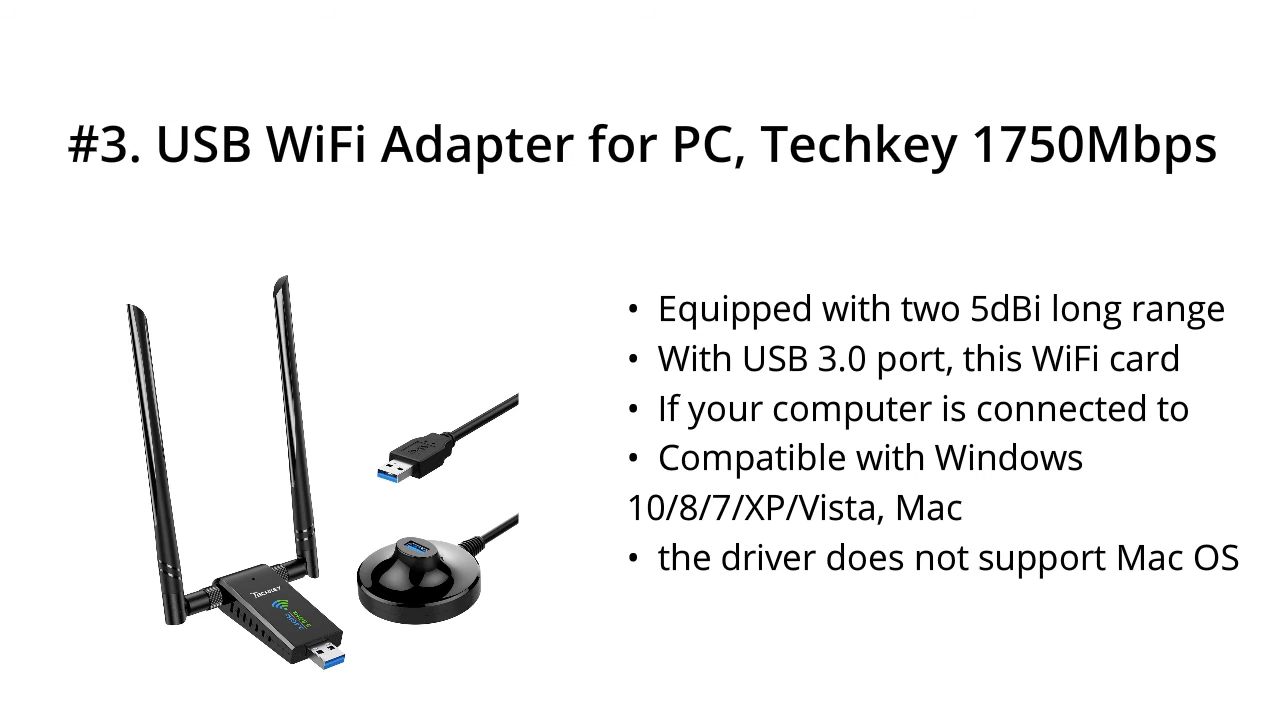 #3. USB WiFi Adapter for PC, Techkey 1750Mbps
• Equipped with two 5dBi long range
• With USB 3.0 port, this WiFi card
• If your computer is connected to
• Compatible with Windows
10/8/7/XP/Vista, Mac
• the driver does not support Mac OS
TECHKEY